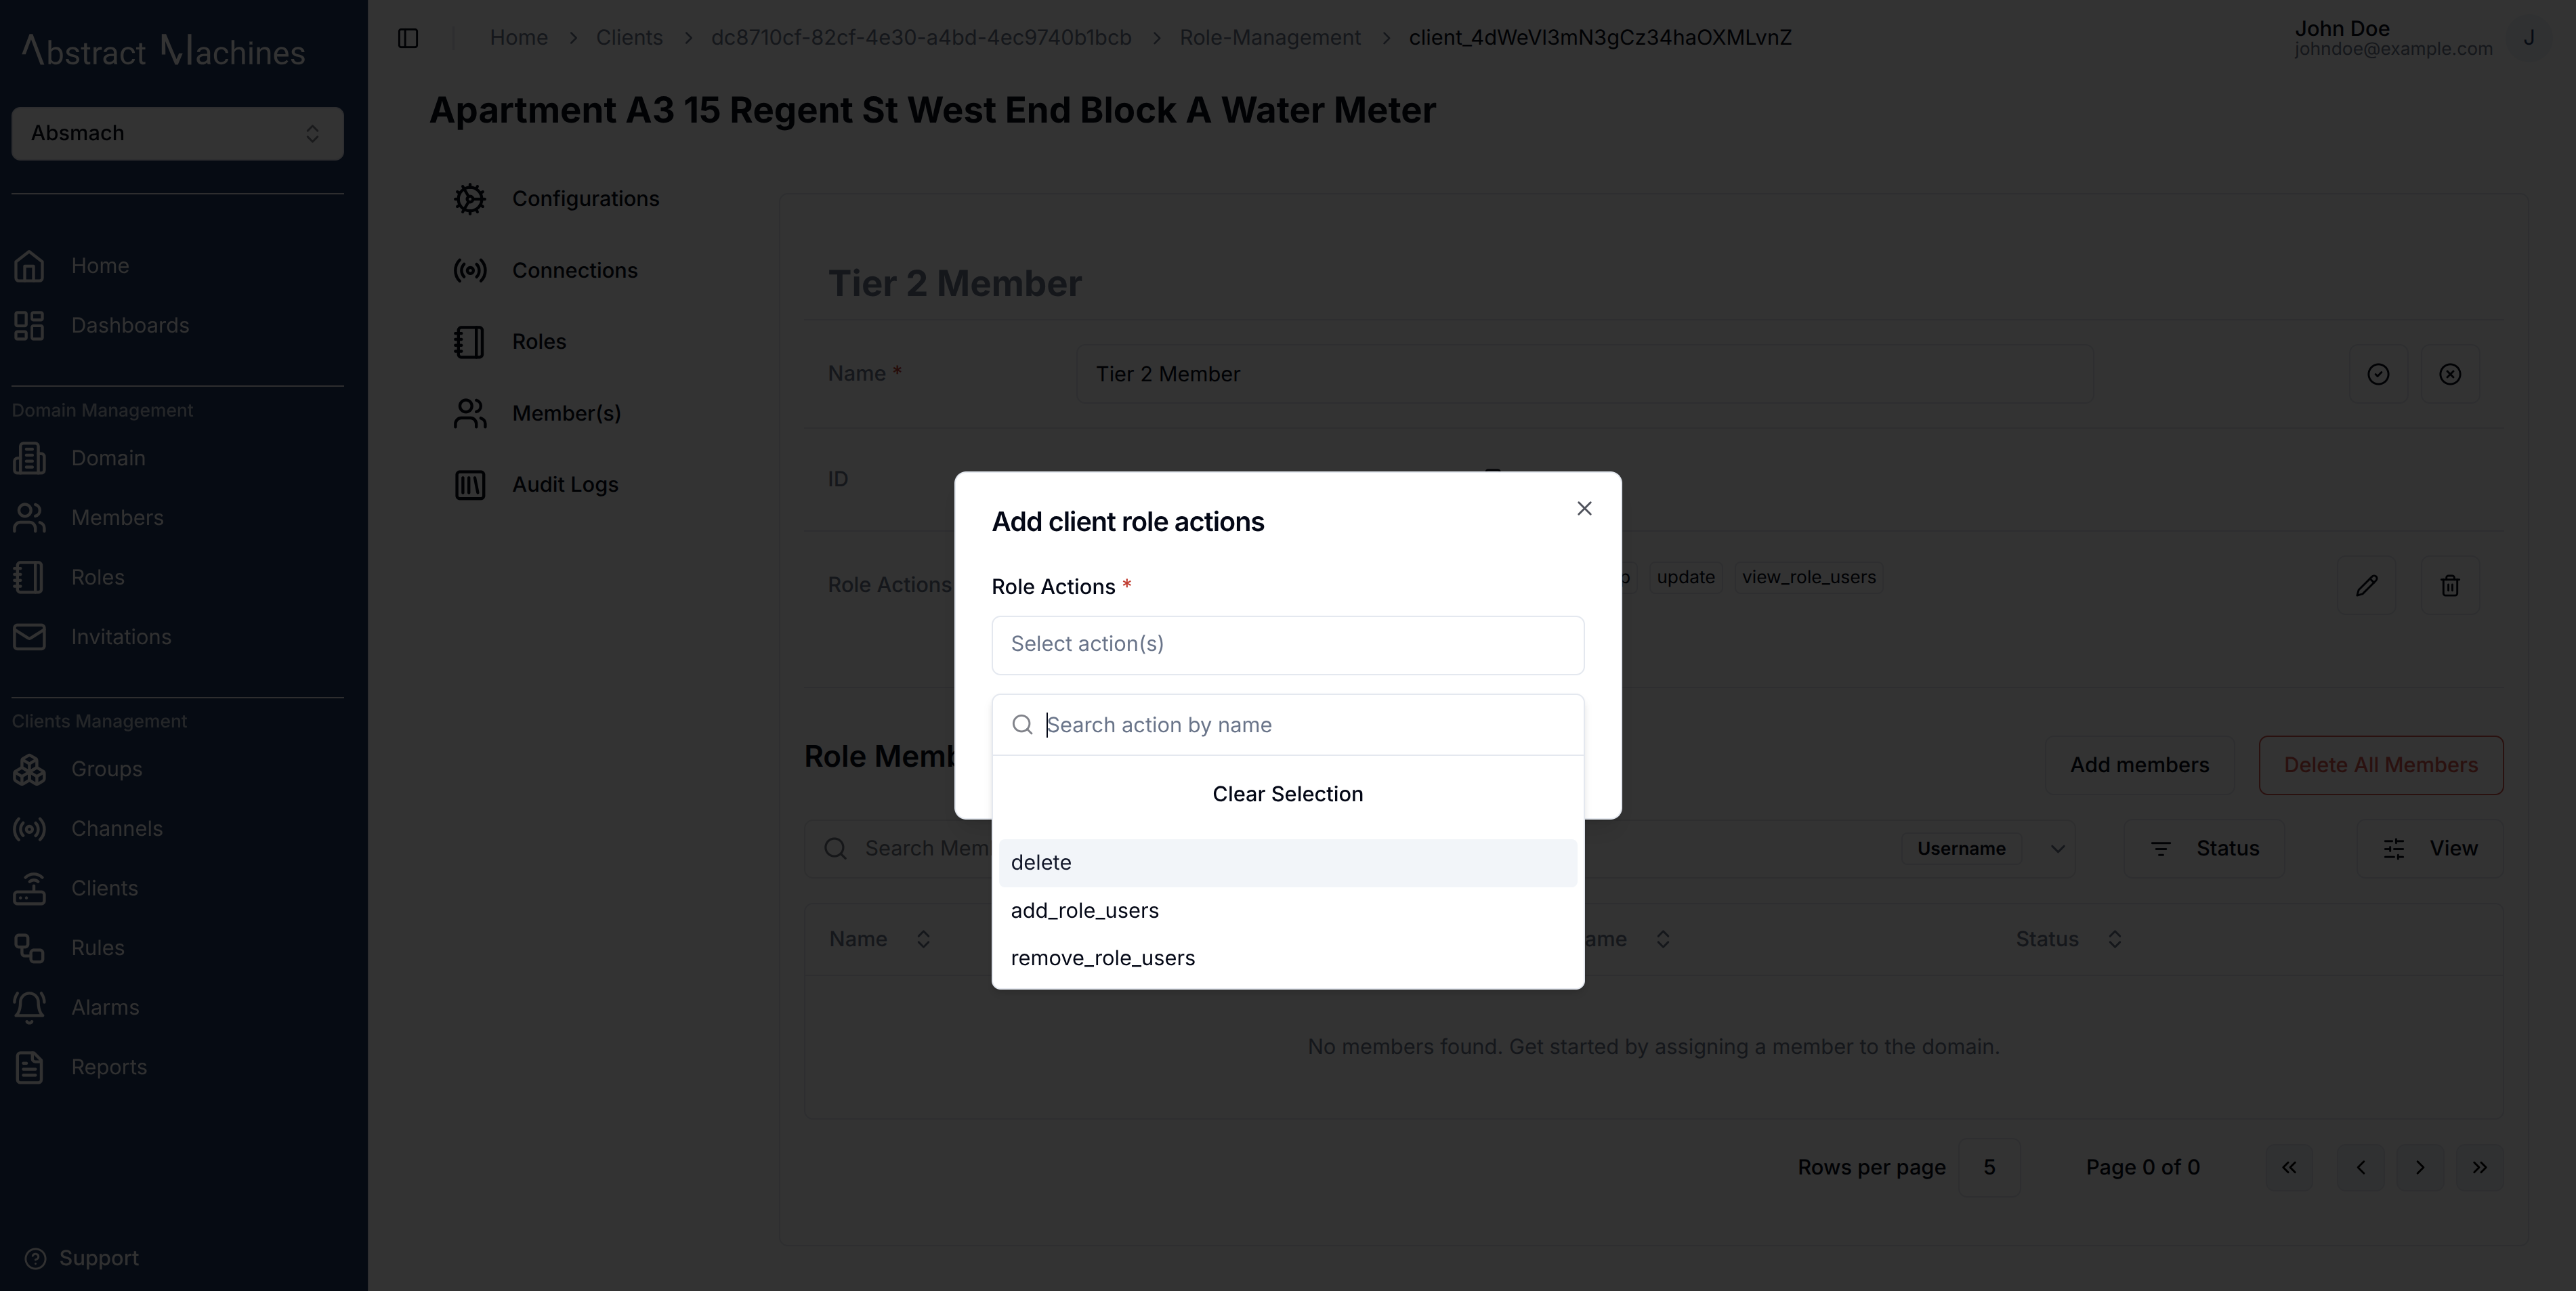 Abstract Machines
Absmach
Home
Dashboards
Domain Management
Domain
Members
Roles
Invitations
Clients Management
Groups
Channels
Clients
Rules
Alarms
Reports
Support
Home > Clients > dc8710cf-82cf-4e30-a4bd-4ec9740b1bcb > Role-Management > client_4dWeVl3mN3gCz34haOXMLvnZ
John Doe
johndoe@example.com
J
Apartment A3 15 Regent St West End Block A Water Meter
Configurations
Connections
Roles
Member(s)
Audit Logs
Tier 2 Member
Name *
Tier 2 Member
ID
Role Actions
update
view_role_users
Add client role actions
Role Actions *
Select action(s)
Search action by name
Clear Selection
delete
add_role_users
remove_role_users
Add members
Delete All Members
Search
Username
Status
View
Name
Status
No members found. Get started by assigning a member to the domain.
Rows per page 5
Page 0 of 0